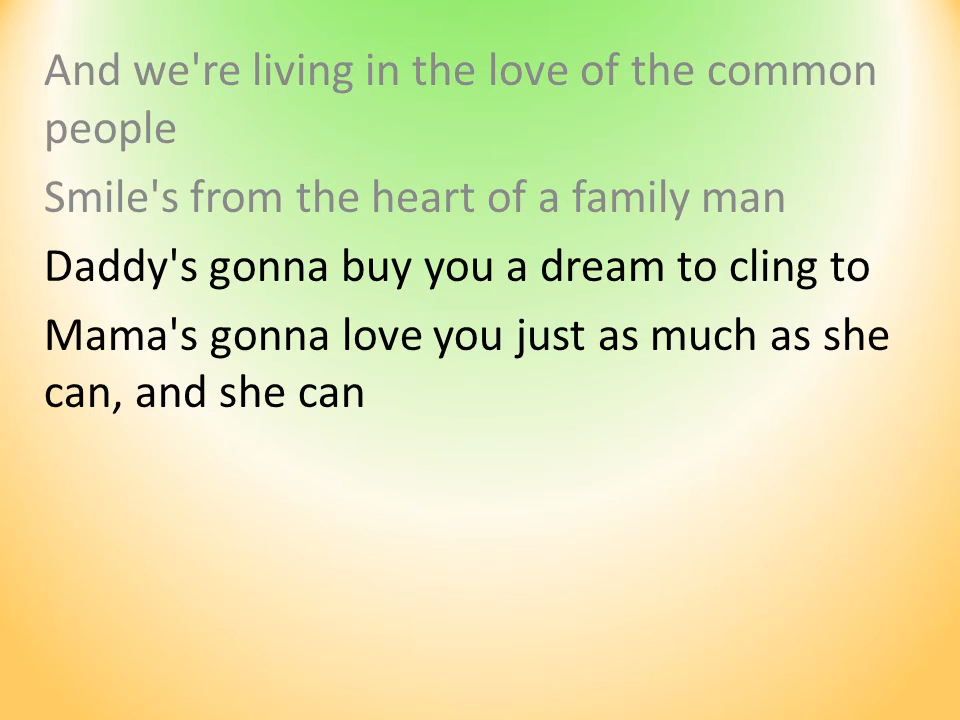 And we're living in the love of the common
people
Smile's from the heart of a family man
Daddy's gonna buy you a dream to cling to
Mama's gonna love you just as much as she
can, and she can